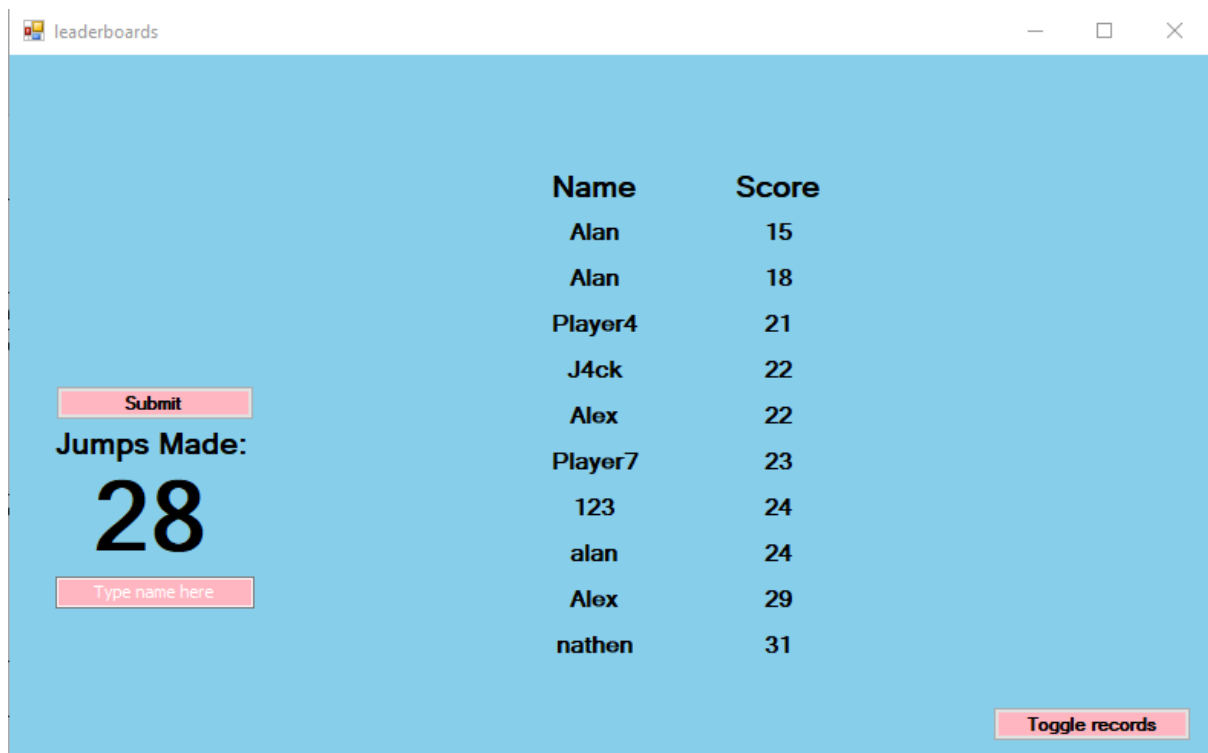 leaderboards
Name Score
Alan 15
Alan 18
Player4 21
J4ck 22
Alex 22
Player7 23
123 24
alan 24
Alex 29
nathen 31
Submit
Jumps Made:
28
Type name here
Toggle records